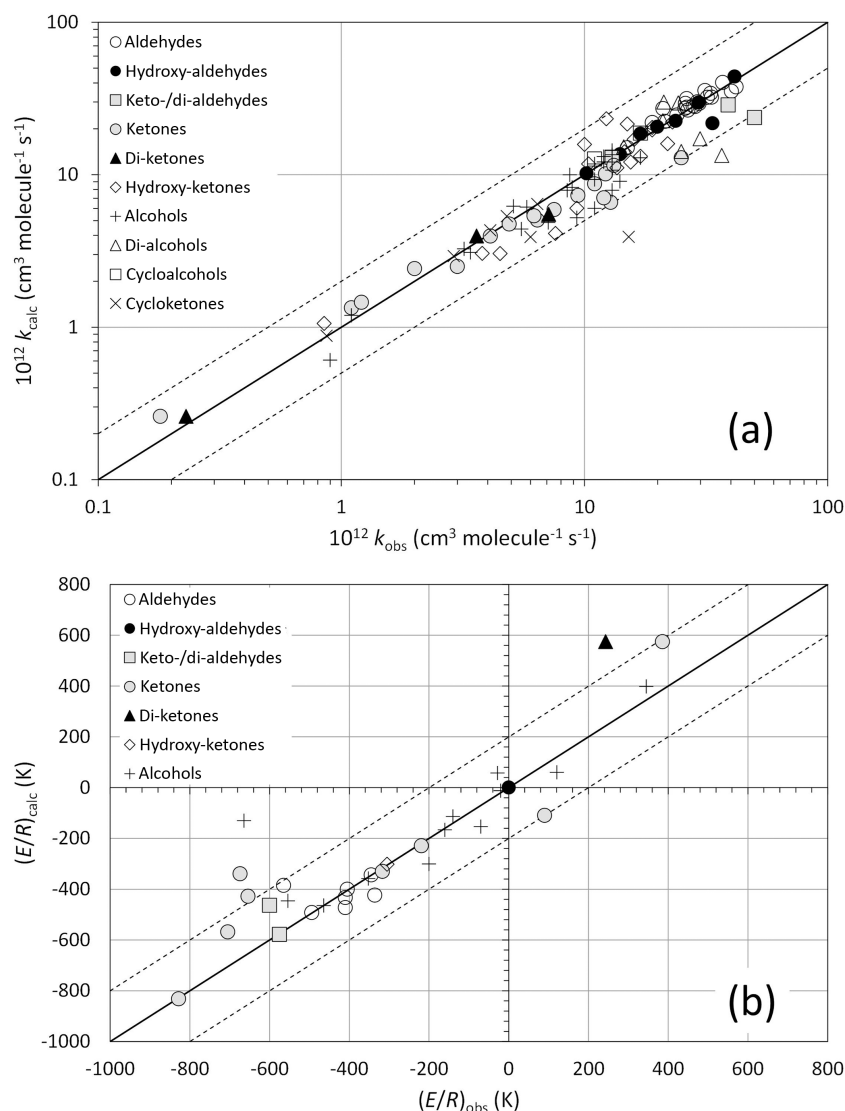 100
10
1
0.1
10¹² k_calc (cm³ molecule⁻¹ s⁻¹)
Aldehydes
Hydroxy-aldehydes
Keto-/di-aldehydes
Ketones
Di-ketones
Hydroxy-ketones
Alcohols
Di-alcohols
Cycloalcohols
Cycloketones
(a)
0.1 1 10 100
10¹² k_obs (cm³ molecule⁻¹ s⁻¹)
800
600
400
200
0
-200
-400
-600
-800
-1000
(E/R)_calc (K)
Aldehydes
Hydroxy-aldehydes
Keto-/di-aldehydes
Ketones
Di-ketones
Hydroxy-ketones
Alcohols
(b)
-1000 -800 -600 -400 -200 0 200 400 600 800
(E/R)_obs (K)